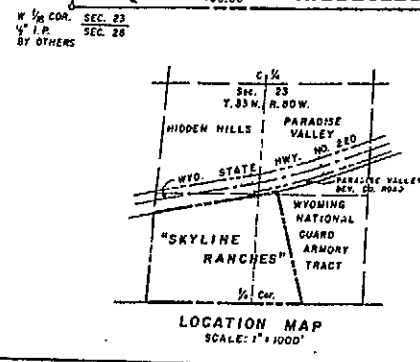 W 1/16 COR. SEC. 23
1/2" I.P. SEC. 26
BY OTHERS
C 1/4
Sec. 23
T. 33 N., R. 80 W.
HIDDEN HILLS
PARADISE
VALLEY
WYO. STATE HWY. NO. 220
PARADISE VALLEY
DEV. CO. ROAD
WYOMING
NATIONAL
GUARD
ARMORY
TRACT
"SKYLINE
RANCHES"
1/4 Cor.
LOCATION MAP
SCALE: 1" = 1000'